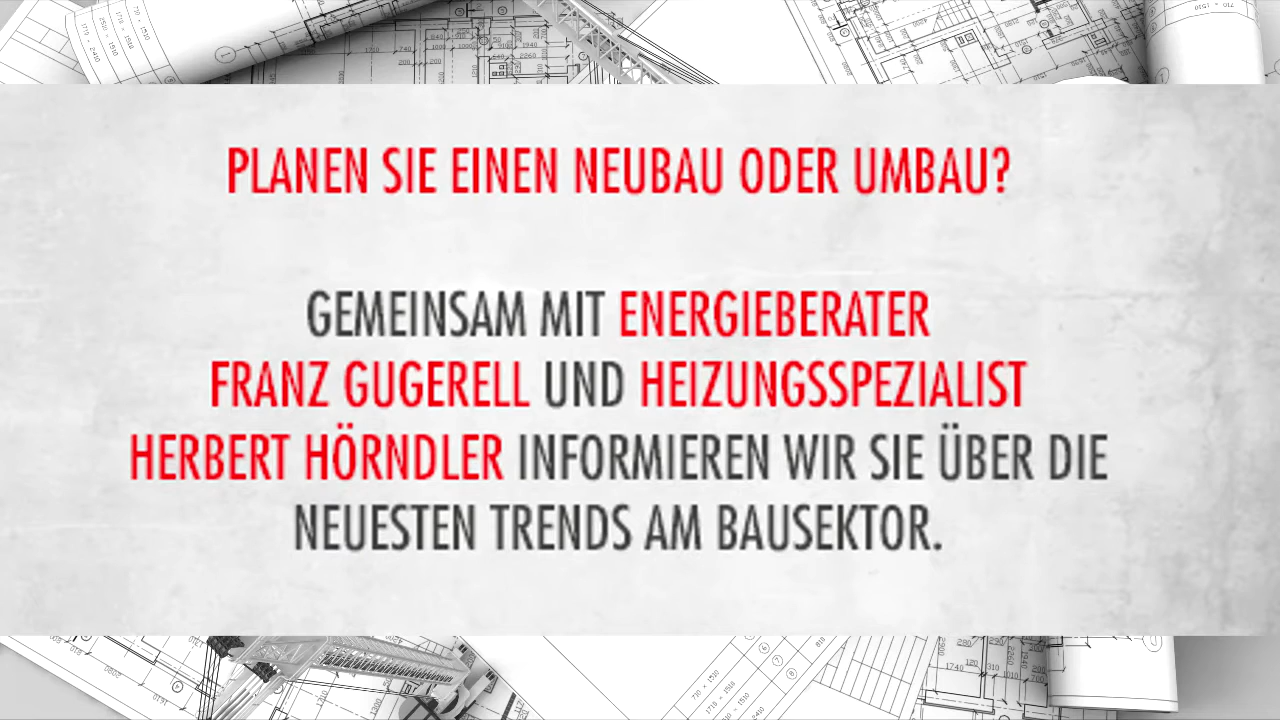 PLANEN SIE EINEN NEUBAU ODER UMBAU?
GEMEINSAM MIT ENERGIEBERATER
FRANZ GUGERELL UND HEIZUNGSSPEZIALIST
HERBERT HÖRNDLER INFORMIEREN WIR SIE ÜBER DIE
NEUESTEN TRENDS AM BAUSEKTOR.